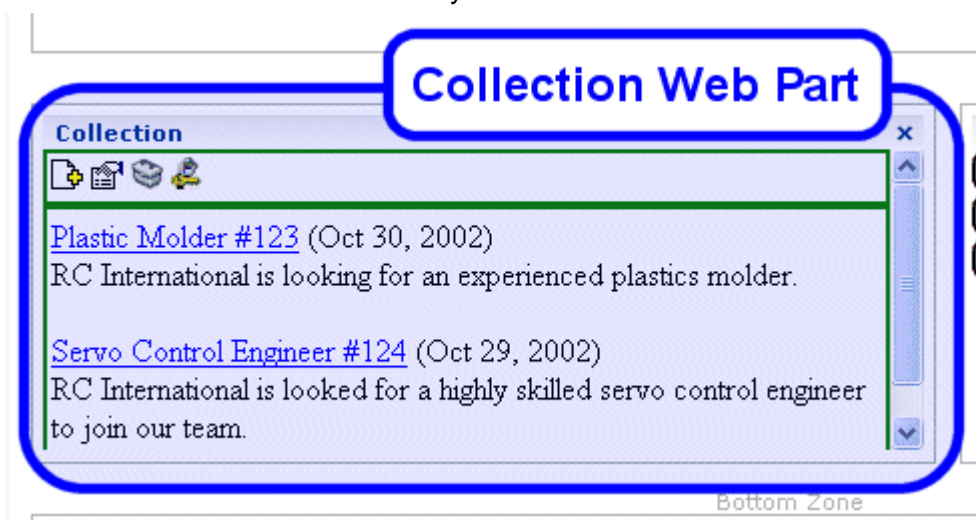 Collection Web Part
Collection
Plastic Molder #123 (Oct 30, 2002)
RC International is looking for an experienced plastics molder.
Servo Control Engineer #124 (Oct 29, 2002)
RC International is looked for a highly skilled servo control engineer
to join our team.
Bottom Zone